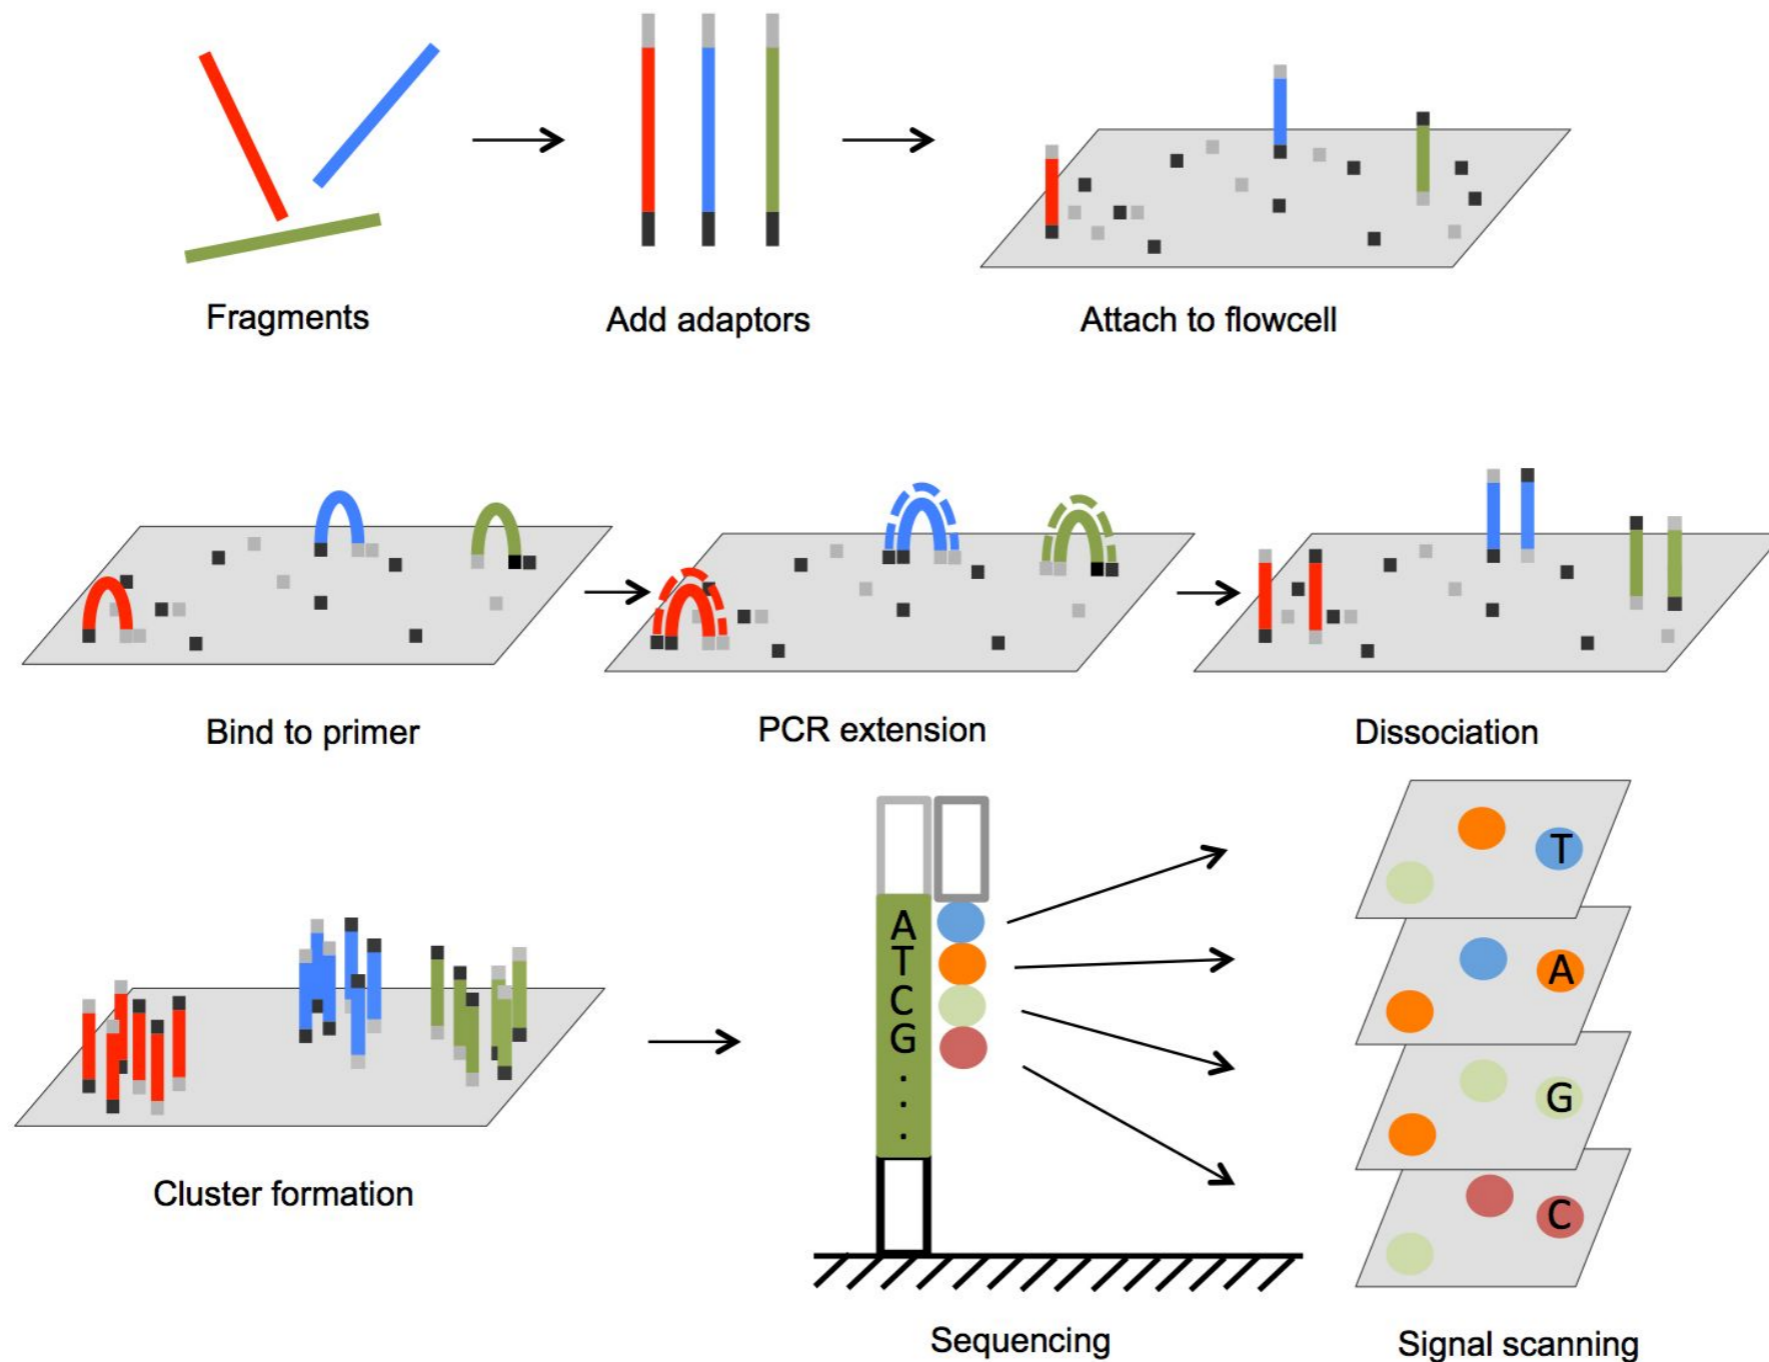 Fragments
Add adaptors
Attach to flowcell
Bind to primer
PCR extension
Dissociation
Cluster formation
A
T
C
G
.
.
.
Sequencing
T
A
G
C
Signal scanning